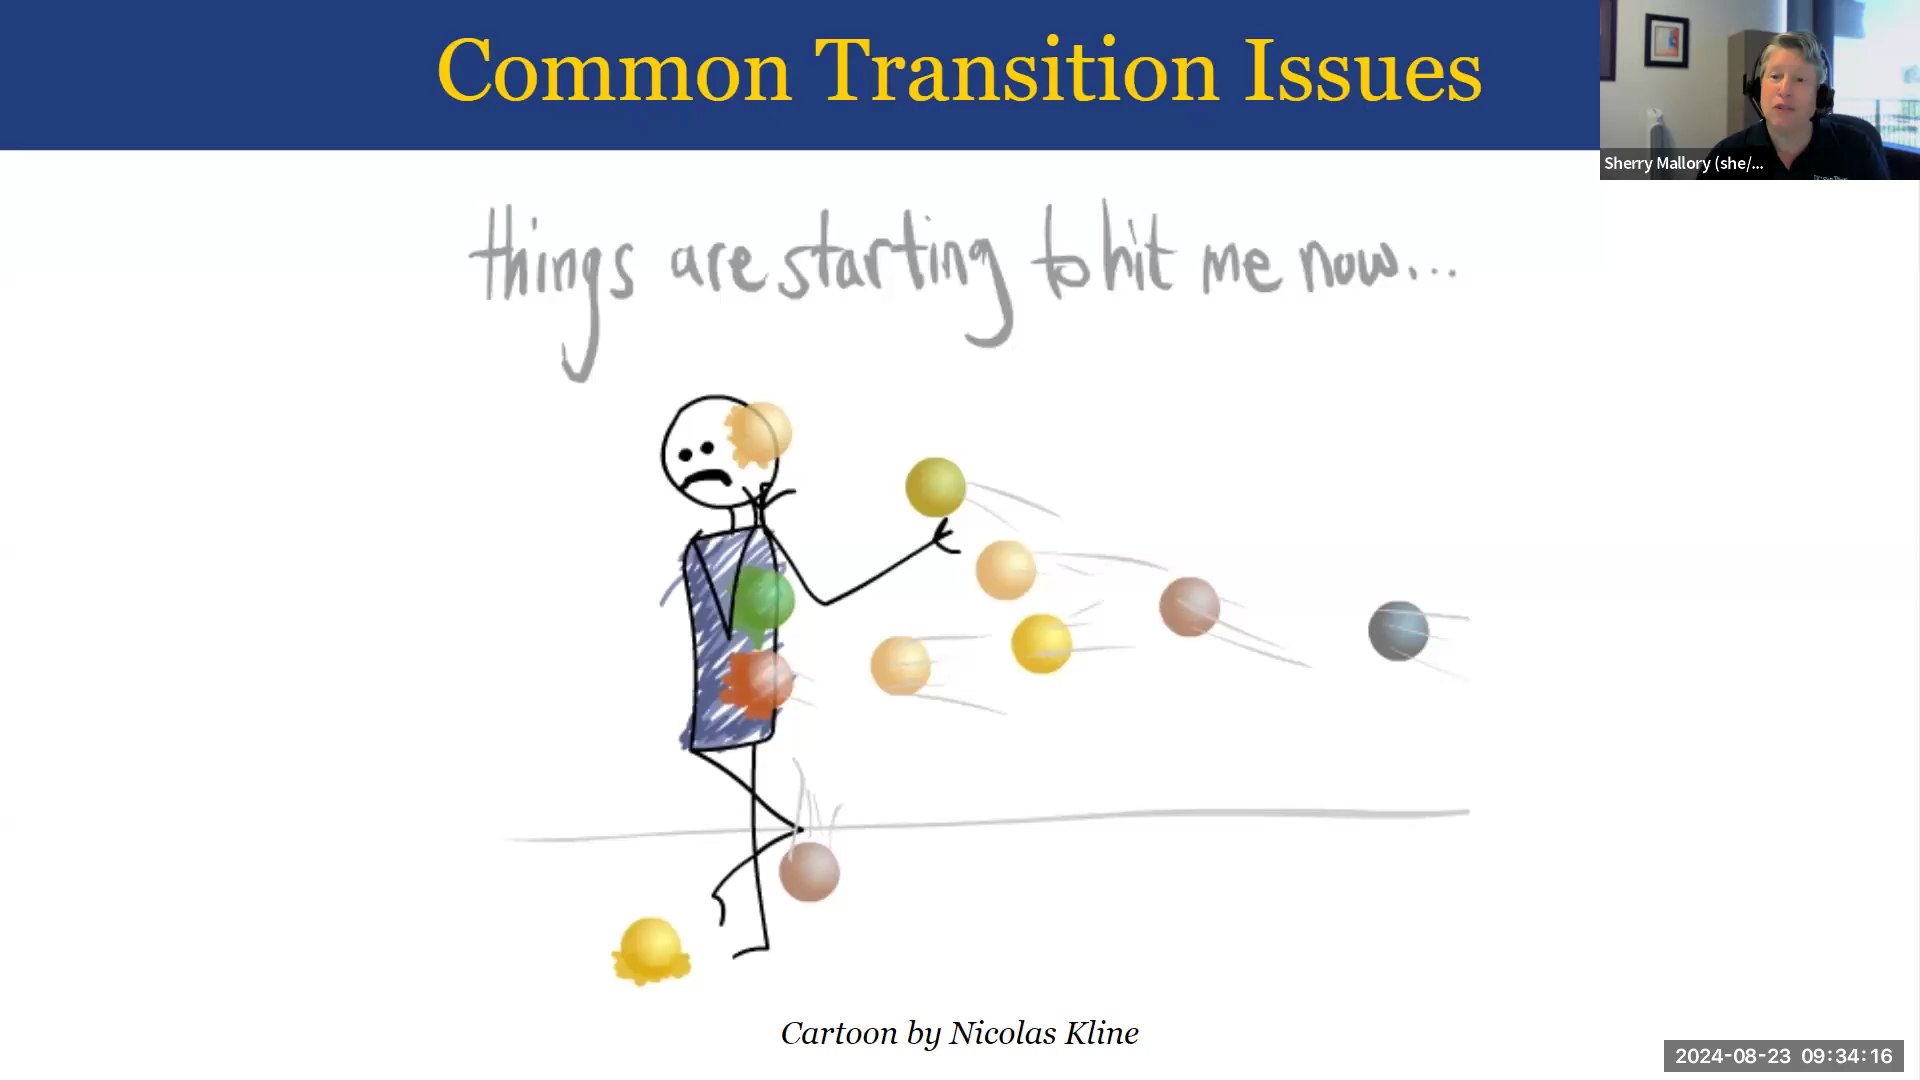 Common Transition Issues
Sherry Mallory (she/...
things are starting to hit me now...
Cartoon by Nicolas Kline
2024-08-23 09:34:16